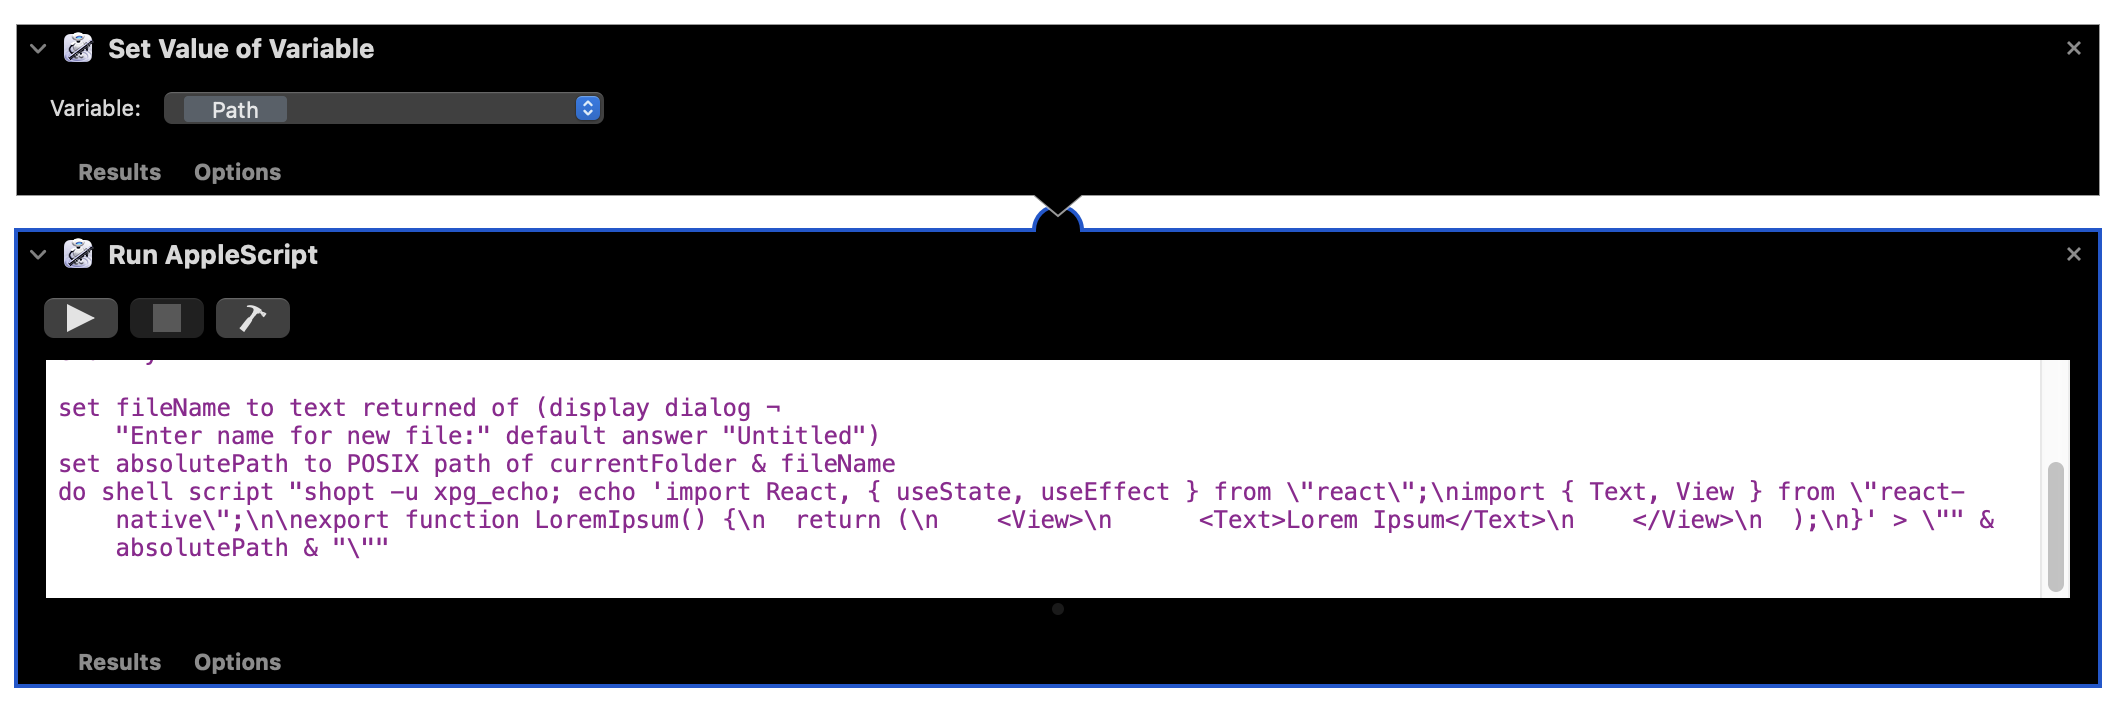 Set Value of Variable
Variable: Path
Results Options
Run AppleScript
set fileName to text returned of (display dialog ¬
"Enter name for new file:" default answer "Untitled")
set absolutePath to POSIX path of currentFolder & fileName
do shell script "shopt -u xpg_echo; echo 'import React, { useState, useEffect } from \"react\";\nimport { Text, View } from \"react-
native\";\n\nexport function LoremIpsum() {\n  return (\n    <View>\n      <Text>Lorem Ipsum</Text>\n    </View>\n  );\n}' > \"" &
absolutePath & "\""
Results Options